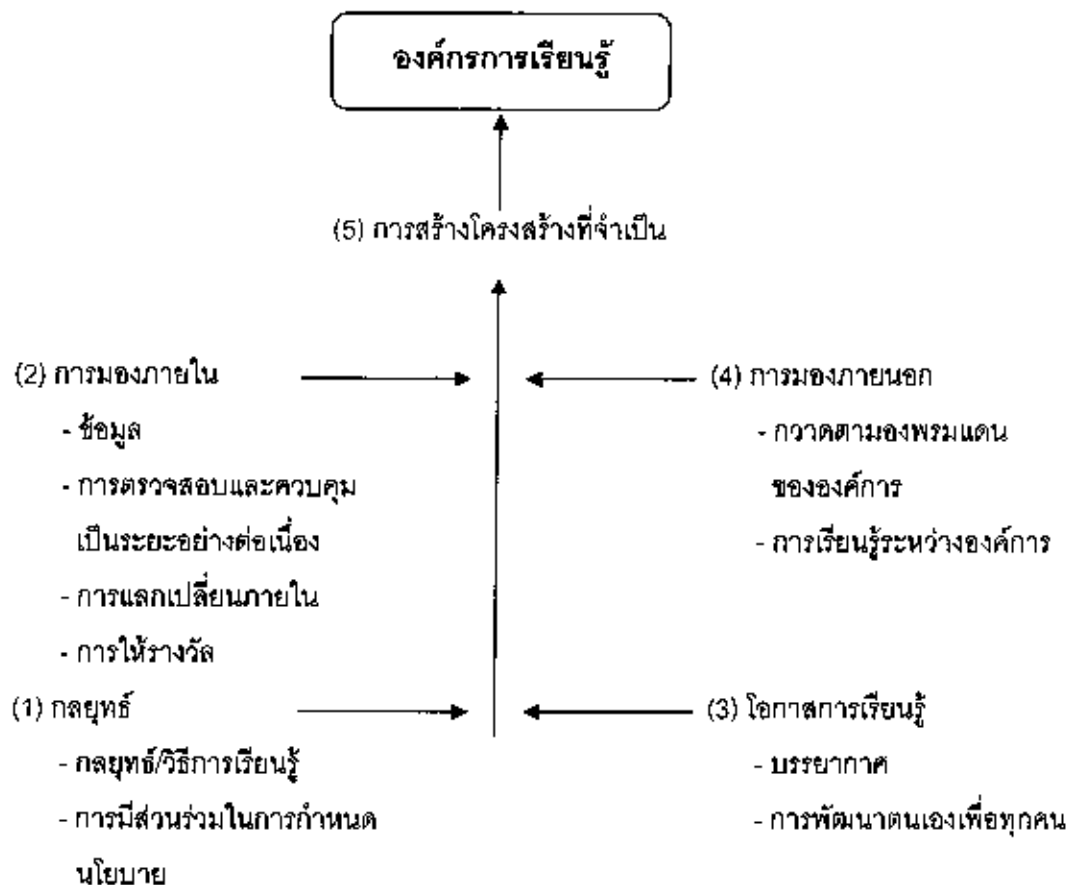 องค์กรการเรียนรู้
(5) การสร้างโครงสร้างที่จำเป็น
(2) การมองภายใน
- ข้อมูล
- การตรวจสอบและควบคุม
เป็นระยะอย่างต่อเนื่อง
- การแลกเปลี่ยนภายใน
- การให้รางวัล
(4) การมองภายนอก
- กวาดตามองพรมแดน
ขององค์การ
- การเรียนรู้ระหว่างองค์การ
(1) กลยุทธ์
- กลยุทธ์/วิธีการเรียนรู้
- การมีส่วนร่วมในการกำหนด
นโยบาย
(3) โอกาสการเรียนรู้
- บรรยากาศ
- การพัฒนาตนเองเพื่อทุกคน